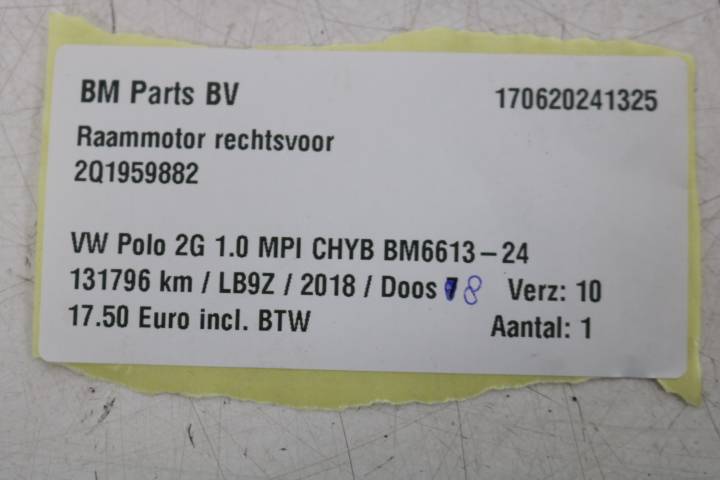 BM Parts BV 170620241325
Raammotor rechtsvoor
2Q1959882
VW Polo 2G 1.0 MPI CHYB BM6613-24
131796 km / LB9Z / 2018 / Doos 8 Verz: 10
17.50 Euro incl. BTW Aantal: 1